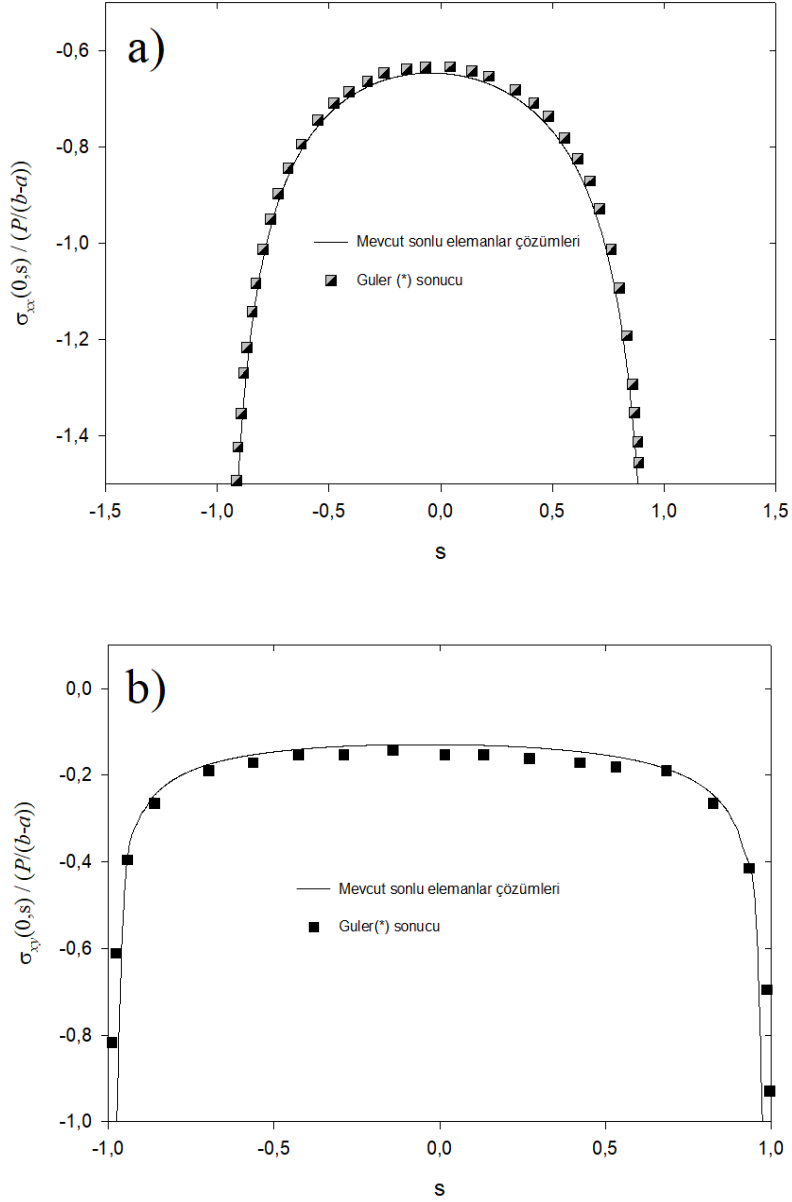 a)
-0,6
-0,8
-1,0
-1,2
-1,4
σxx(0,s) / (P/(b-a))
Mevcut sonlu elemanlar çözümleri
Guler (*) sonucu
-1,5
-1,0
-0,5
0,0
0,5
1,0
1,5
s
b)
0,0
-0,2
-0,4
-0,6
-0,8
-1,0
σxy(0,s) / (P/(b-a))
Mevcut sonlu elemanlar çözümleri
Guler(*) sonucu
-1,0
-0,5
0,0
0,5
1,0
s